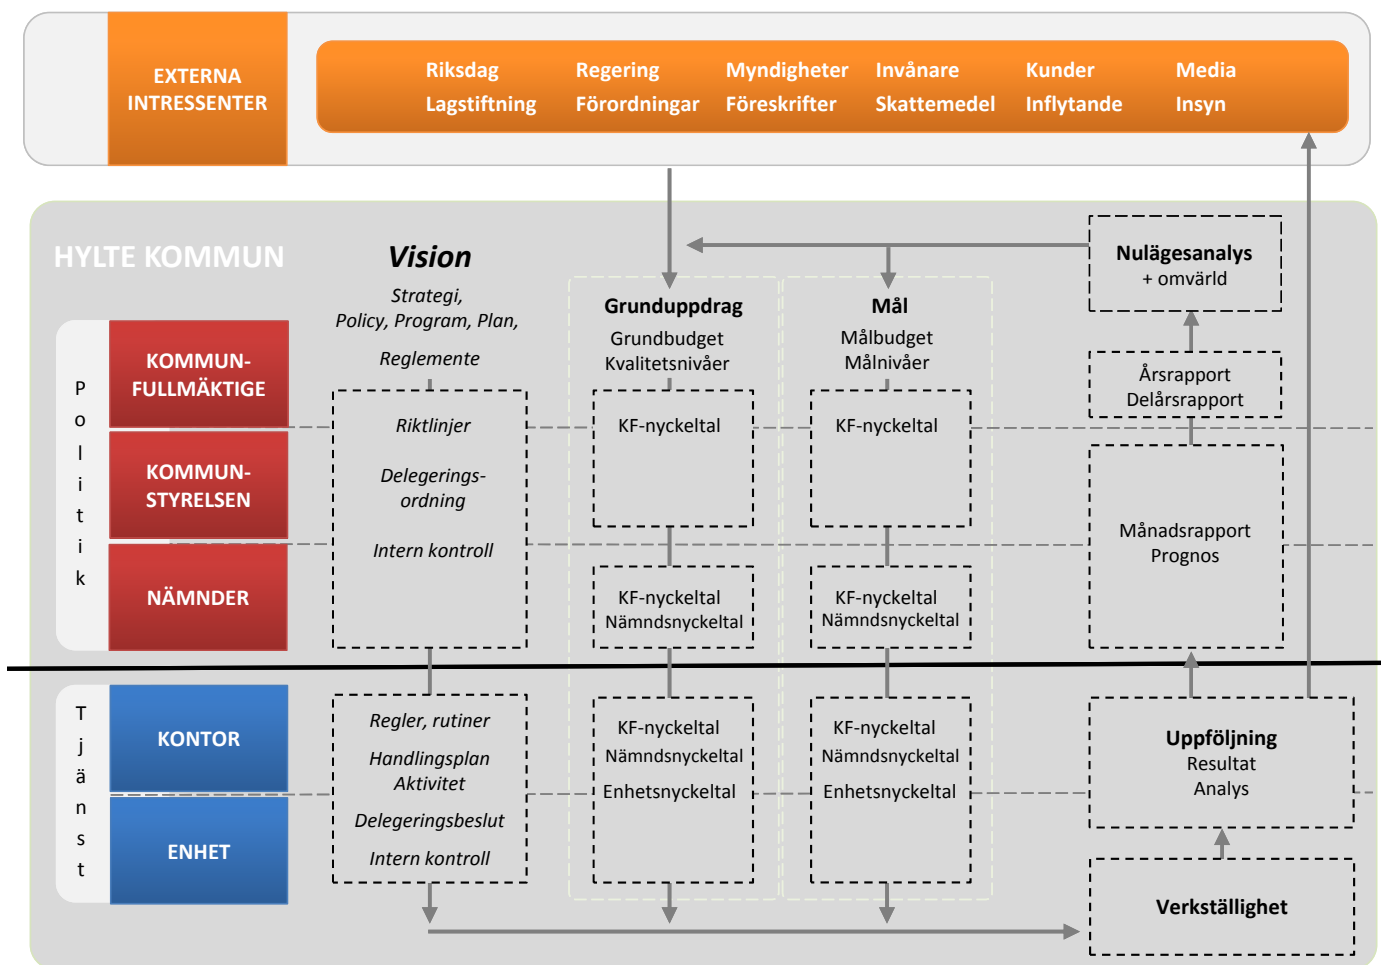 EXTERNA
INTRESSENTER
Riksdag Regering Myndigheter Invånare Kunder Media
Lagstiftning Förordningar Föreskrifter Skattemedel Inflytande Insyn
HYLTE KOMMUN
Politik
KOMMUN-
FULLMÄKTIGE
KOMMUN-
STYRELSEN
NÄMNDER
Tjänst
KONTOR
ENHET
Vision
Strategi,
Policy, Program, Plan,
Reglemente
Riktlinjer
Delegerings-
ordning
Intern kontroll
Regler, rutiner
Handlingsplan
Aktivitet
Delegeringsbeslut
Intern kontroll
Grunduppdrag
Grundbudget
Kvalitetsnivåer
KF-nyckeltal
KF-nyckeltal
Nämndsnyckeltal
KF-nyckeltal
Nämndsnyckeltal
Enhetsnyckeltal
Mål
Målbudget
Målnivåer
KF-nyckeltal
KF-nyckeltal
Nämndsnyckeltal
KF-nyckeltal
Nämndsnyckeltal
Enhetsnyckeltal
Nulägesanalys
+ omvärld
Årsrapport
Delårsrapport
Månadsrapport
Prognos
Uppföljning
Resultat
Analys
Verkställighet